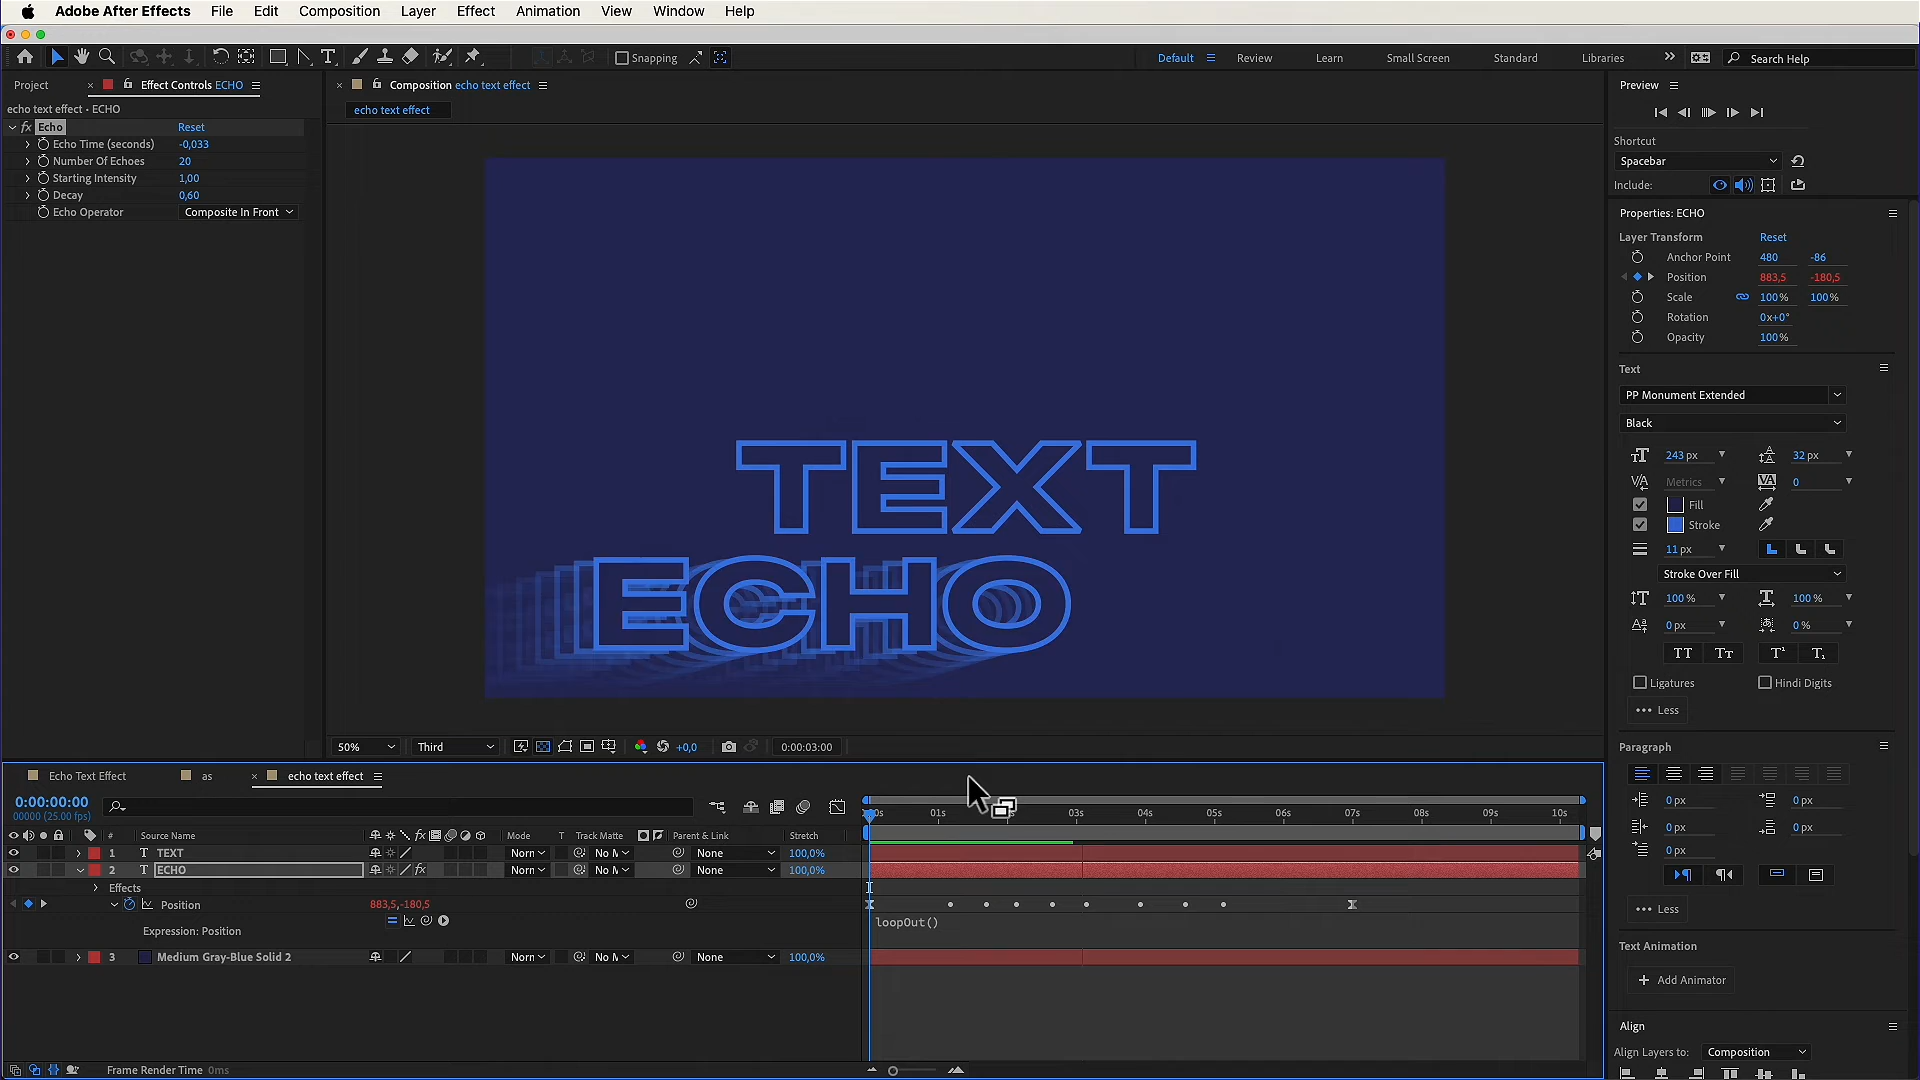 Adobe After Effects File Edit Composition Layer Effect Animation View Window Help
Snapping Default Review Learn Small Screen Standard Libraries Search Help
Project Effect Controls ECHO
echo text effect • ECHO
fx Echo Reset
Echo Time (seconds) -0,033
Number Of Echoes 20
Starting Intensity 1,00
Decay 0,60
Echo Operator Composite In Front
Composition echo text effect
echo text effect
TEXT
ECHO
50% Third +0,0 0:00:03:00
Preview
Shortcut
Spacebar
Include:
Properties: ECHO
Layer Transform Reset
Anchor Point 480 -86
Position 883,5 -180,5
Scale 100% 100%
Rotation 0x+0°
Opacity 100%
Text
PP Monument Extended
Black
243 px 32 px
Metrics 0
Fill
Stroke
11 px
Stroke Over Fill
100 % 100 %
0 px 0 %
Ligatures Hindi Digits
Less
Paragraph
0 px 0 px
0 px 0 px
0 px
Less
Text Animation
Add Animator
Align
Align Layers to: Composition
Echo Text Effect as echo text effect
0:00:00:00
00000 (25.00 fps)
01s 03s 04s 05s 06s 07s 08s 09s 10s
# Source Name Mode T Track Matte Parent & Link Stretch
1 T TEXT Norn No M None 100,0%
2 T ECHO fx Norn No M None 100,0%
Effects
Position 883,5,-180,5
Expression: Position loopOut()
3 Medium Gray-Blue Solid 2 Norn No M None 100,0%
Frame Render Time 0ms